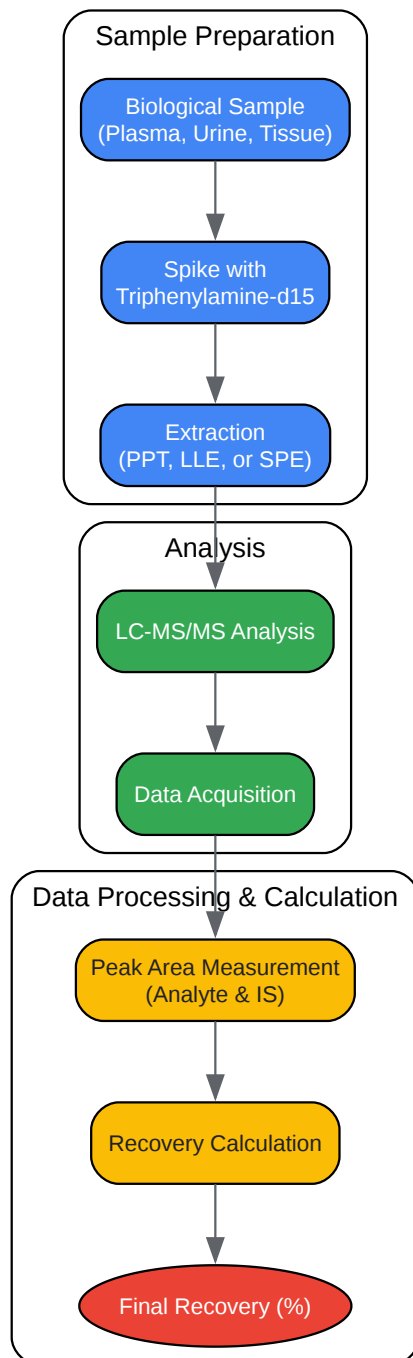 Sample Preparation
Biological Sample
(Plasma, Urine, Tissue)
Spike with
Triphenylamine-d15
Extraction
(PPT, LLE, or SPE)
Analysis
LC-MS/MS Analysis
Data Acquisition
Data Processing & Calculation
Peak Area Measurement
(Analyte & IS)
Recovery Calculation
Final Recovery (%)